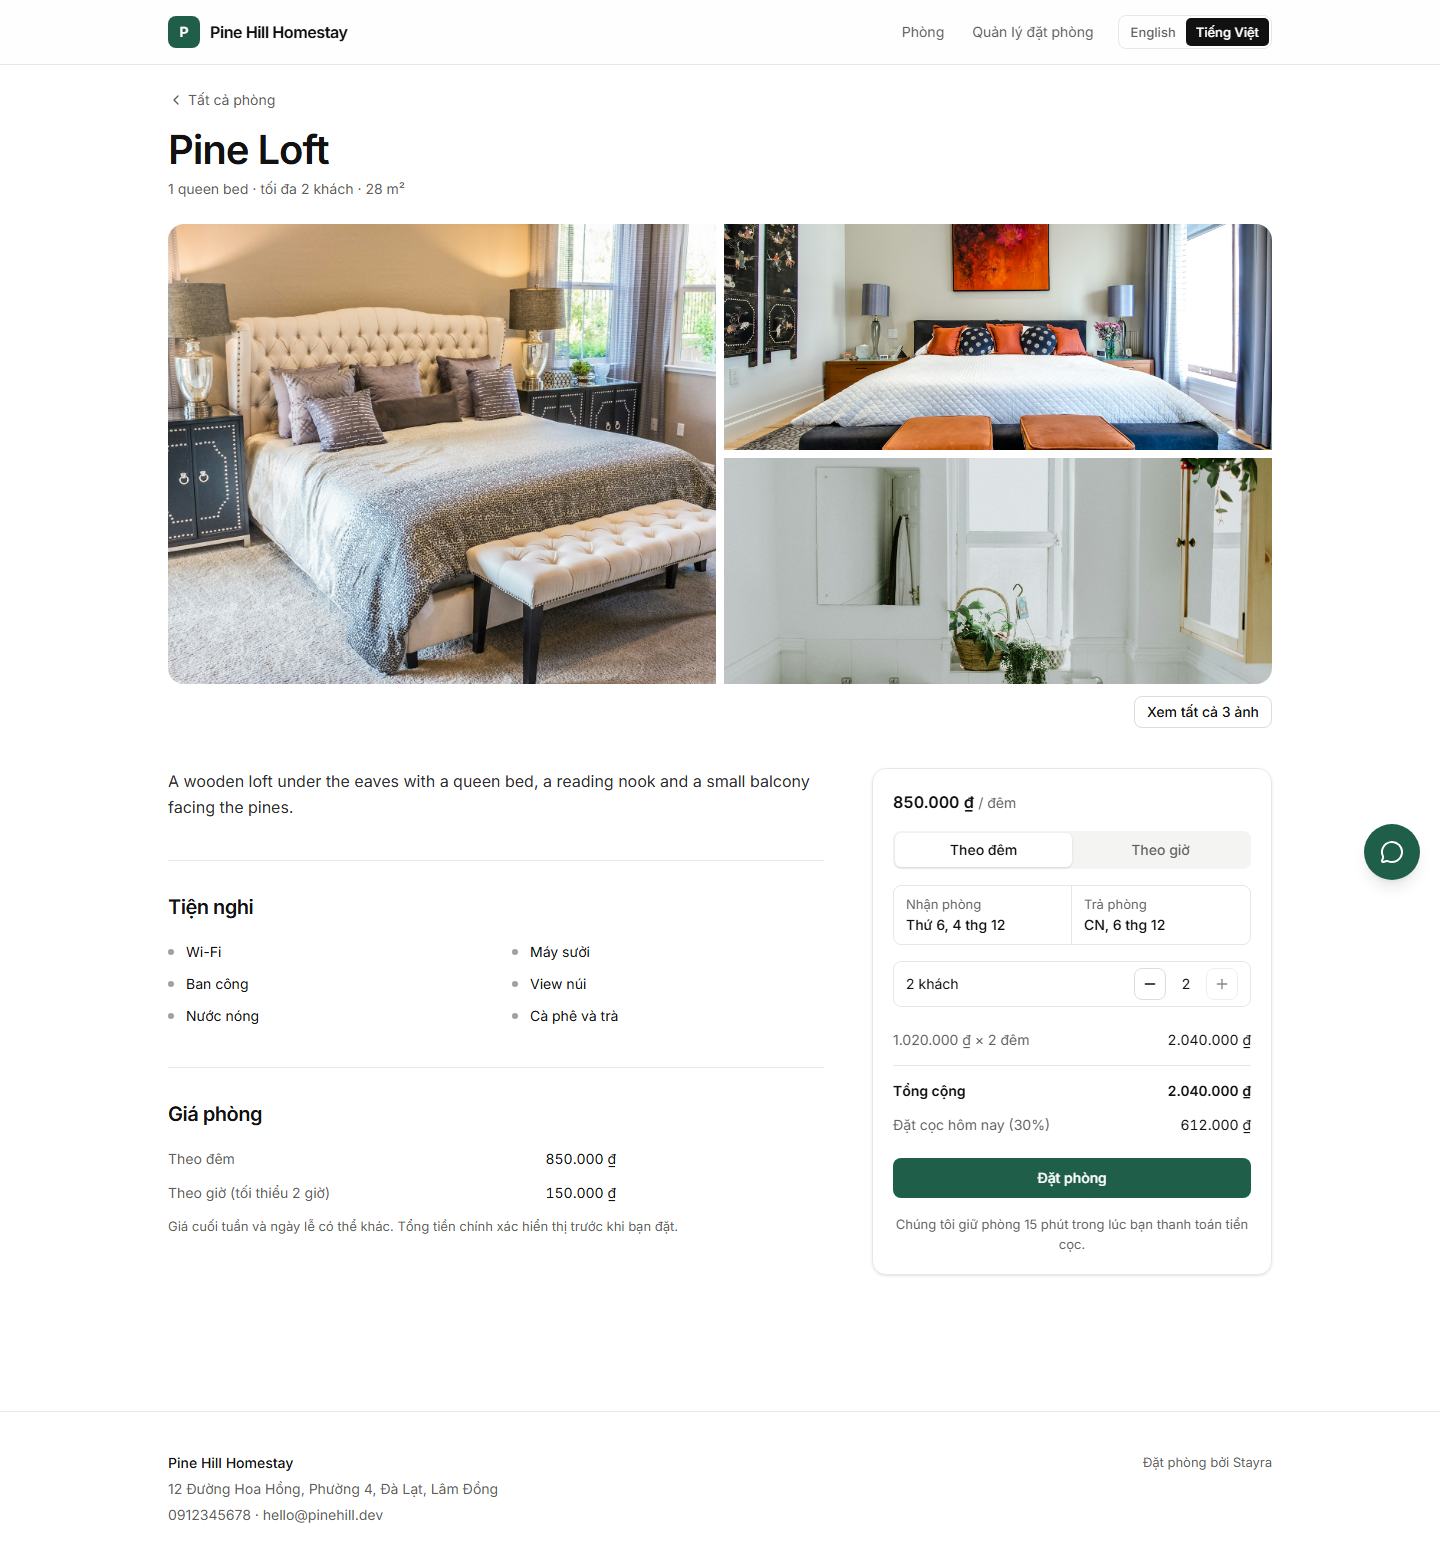 P
Pine Hill Homestay
Phòng
Quản lý đặt phòng
English
Tiếng Việt
Tất cả phòng
Pine Loft
1 queen bed · tối đa 2 khách · 28 m²
Xem tất cả 3 ảnh
A wooden loft under the eaves with a queen bed, a reading nook and a small balcony
facing the pines.
Tiện nghi
Wi-Fi
Máy sưởi
Ban công
View núi
Nước nóng
Cà phê và trà
Giá phòng
Theo đêm 850.000 ₫
Theo giờ (tối thiểu 2 giờ) 150.000 ₫
Giá cuối tuần và ngày lễ có thể khác. Tổng tiền chính xác hiển thị trước khi bạn đặt.
850.000 ₫ / đêm
Theo đêm
Theo giờ
Nhận phòng
Thứ 6, 4 thg 12
Trả phòng
CN, 6 thg 12
2 khách
2
1.020.000 ₫ × 2 đêm 2.040.000 ₫
Tổng cộng 2.040.000 ₫
Đặt cọc hôm nay (30%) 612.000 ₫
Đặt phòng
Chúng tôi giữ phòng 15 phút trong lúc bạn thanh toán tiền
cọc.
Pine Hill Homestay
12 Đường Hoa Hồng, Phường 4, Đà Lạt, Lâm Đồng
0912345678 · hello@pinehill.dev
Đặt phòng bởi Stayra